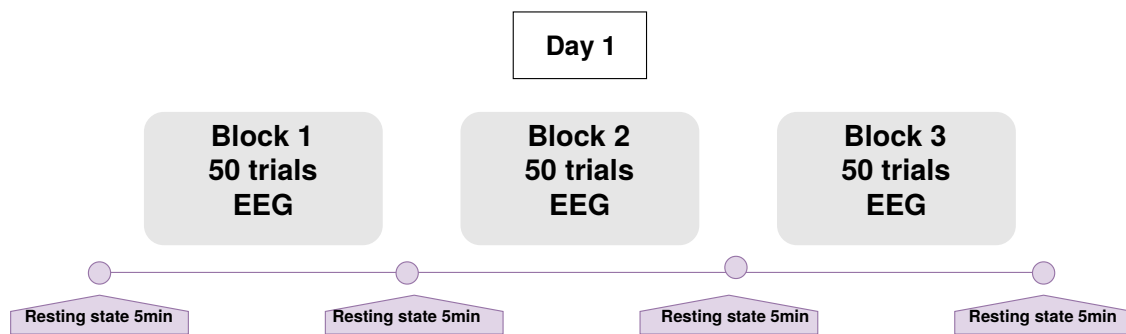 Day 1
Block 1
50 trials
EEG
Block 2
50 trials
EEG
Block 3
50 trials
EEG
Resting state 5min
Resting state 5min
Resting state 5min
Resting state 5min